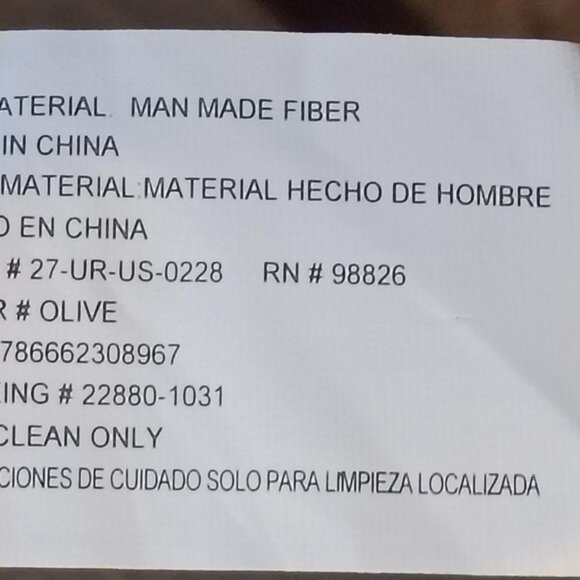 ATERIAL. MAN MADE FIBER
IN CHINA
MATERIAL:MATERIAL HECHO DE HOMBRE
O EN CHINA
# 27-UR-US-0228 RN # 98826
R # OLIVE
786662308967
ING # 22880-1031
CLEAN ONLY
CIONES DE CUIDADO SOLO PARA LIMPIEZA LOCALIZADA